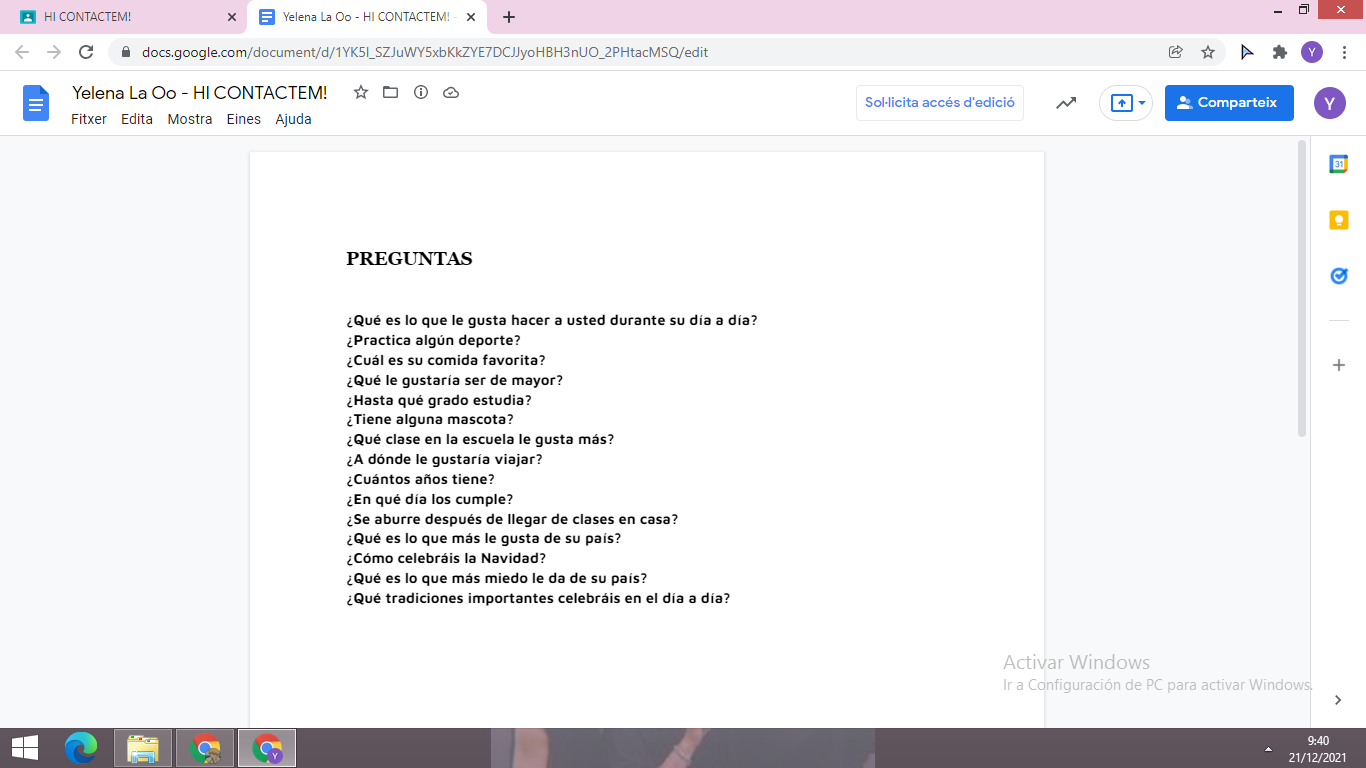 HI CONTACTEM!
Yelena La Oo - HI CONTACTEM! -
docs.google.com/document/d/1YK5I_SZJuWY5xbKkZYE7DCJJyoHBH3nUO_2PHtacMSQ/edit
Y
Yelena La Oo - HI CONTACTEM!
Fitxer Edita Mostra Eines Ajuda
Sol·licita accés d'edició
Comparteix
Y
31
PREGUNTAS
¿Qué es lo que le gusta hacer a usted durante su día a día?
¿Practica algún deporte?
¿Cuál es su comida favorita?
¿Qué le gustaría ser de mayor?
¿Hasta qué grado estudia?
¿Tiene alguna mascota?
¿Qué clase en la escuela le gusta más?
¿A dónde le gustaría viajar?
¿Cuántos años tiene?
¿En qué día los cumple?
¿Se aburre después de llegar de clases en casa?
¿Qué es lo que más le gusta de su país?
¿Cómo celebráis la Navidad?
¿Qué es lo que más miedo le da de su país?
¿Qué tradiciones importantes celebráis en el día a día?
Activar Windows
Ir a Configuración de PC para activar Windows.
Y
9:40
21/12/2021